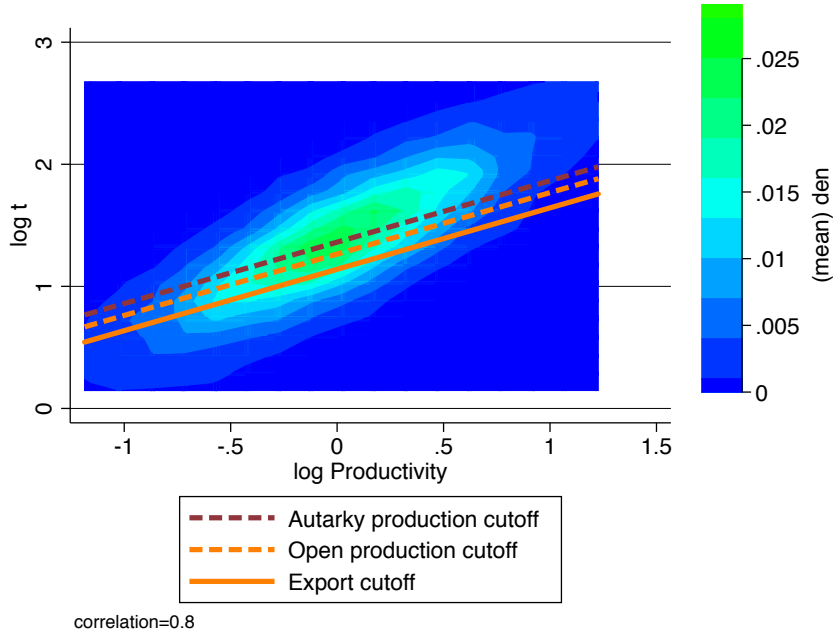 3
2
1
0
log t
-1
-.5
0
.5
1
1.5
log Productivity
.025
.02
.015
.01
.005
0
(mean) den
Autarky production cutoff
Open production cutoff
Export cutoff
correlation=0.8